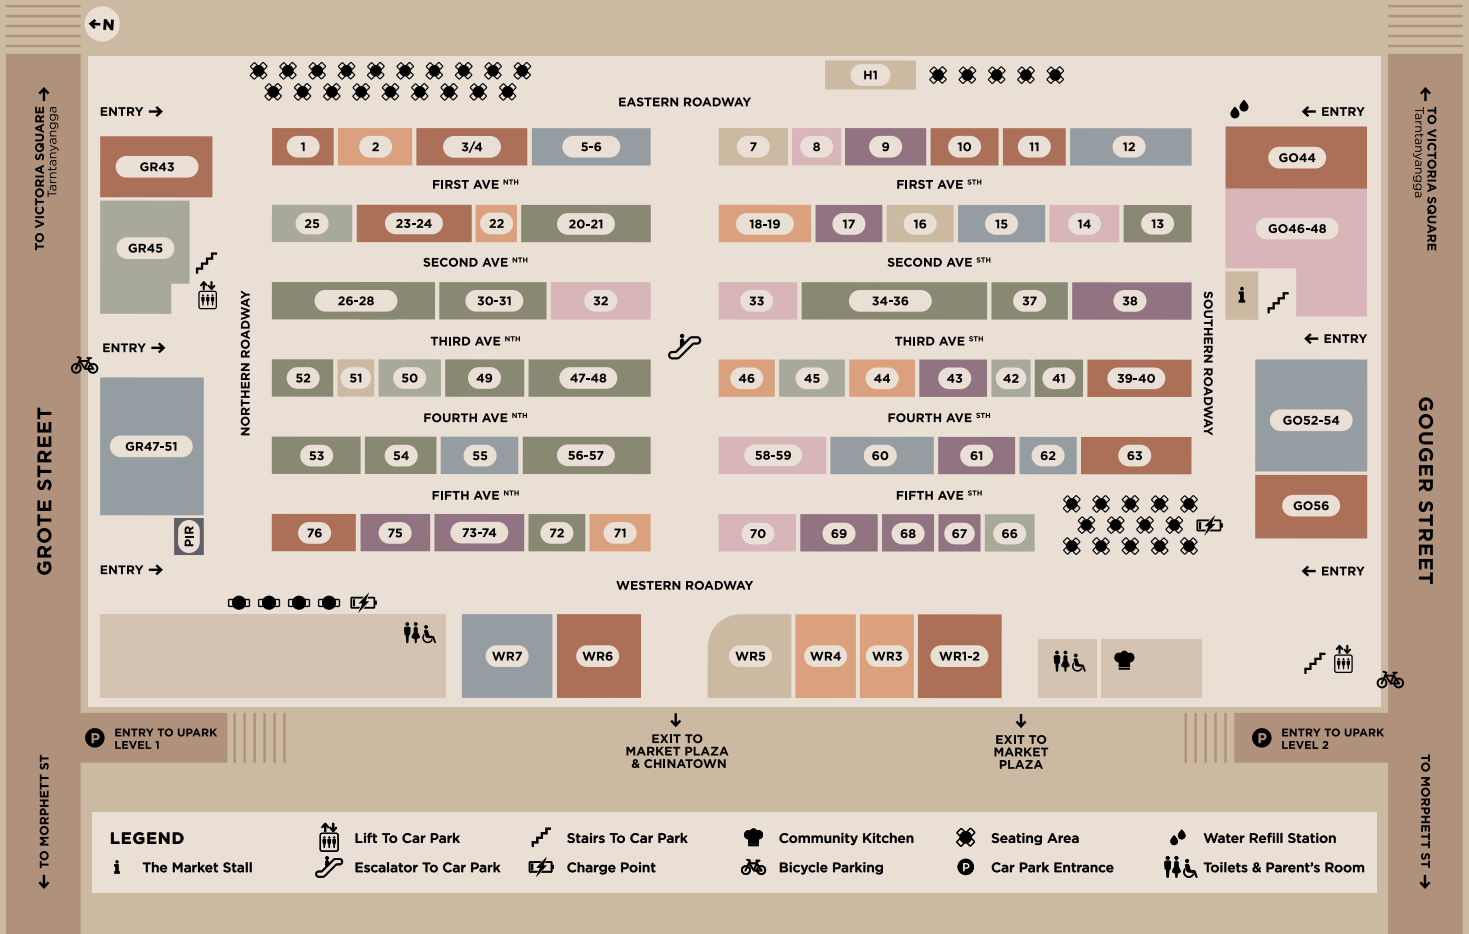 N
TO VICTORIA SQUARE
Tarntanyangga
GROTE STREET
TO MORPHETT ST
H1
EASTERN ROADWAY
ENTRY
ENTRY
GR43
1
2
3/4
5-6
7
8
9
10
11
12
GO44
FIRST AVE NTH
FIRST AVE STH
GR45
25
23-24
22
20-21
18-19
17
16
15
14
13
GO46-48
SECOND AVE NTH
SECOND AVE STH
26-28
30-31
32
33
34-36
37
38
i
NORTHERN ROADWAY
SOUTHERN ROADWAY
ENTRY
THIRD AVE NTH
THIRD AVE STH
ENTRY
52
51
50
49
47-48
46
45
44
43
42
41
39-40
FOURTH AVE NTH
FOURTH AVE STH
GO52-54
GR47-51
53
54
55
56-57
58-59
60
61
62
63
FIFTH AVE NTH
FIFTH AVE STH
GO56
PIR
76
75
73-74
72
71
70
69
68
67
66
ENTRY
ENTRY
WESTERN ROADWAY
WR7
WR6
WR5
WR4
WR3
WR1-2
P
ENTRY TO UPARK
LEVEL 1
EXIT TO
MARKET PLAZA
& CHINATOWN
EXIT TO
MARKET
PLAZA
P
ENTRY TO UPARK
LEVEL 2
TO VICTORIA SQUARE
Tarntanyangga
GOUGER STREET
TO MORPHETT ST
LEGEND
Lift To Car Park
Stairs To Car Park
Community Kitchen
Seating Area
Water Refill Station
i The Market Stall
Escalator To Car Park
Charge Point
Bicycle Parking
P Car Park Entrance
Toilets & Parent's Room